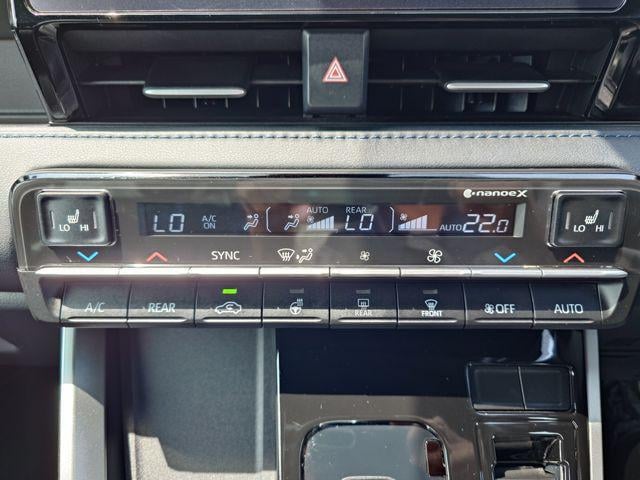 nanoeX
LO A/C ON AUTO REAR LO AUTO 22.0
LO HI
LO HI
SYNC
A/C REAR REAR FRONT OFF AUTO